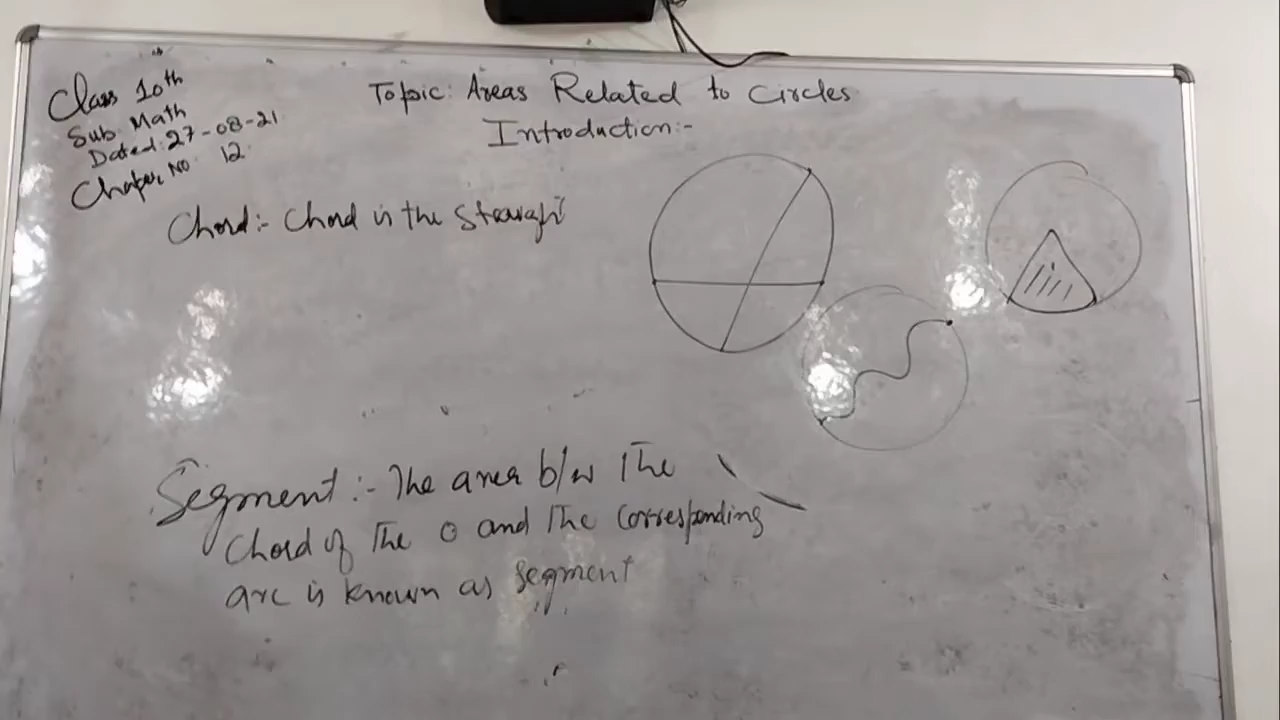 Class 10th
Sub. Math
Dated: 27-08-21
Chapter No: 12
Topic: Areas Related to Circles
Introduction:-
Chord:- Chord is the straigh
Segment:- The area b/w The
Chord of The O and The Corresponding
arc is known as segment